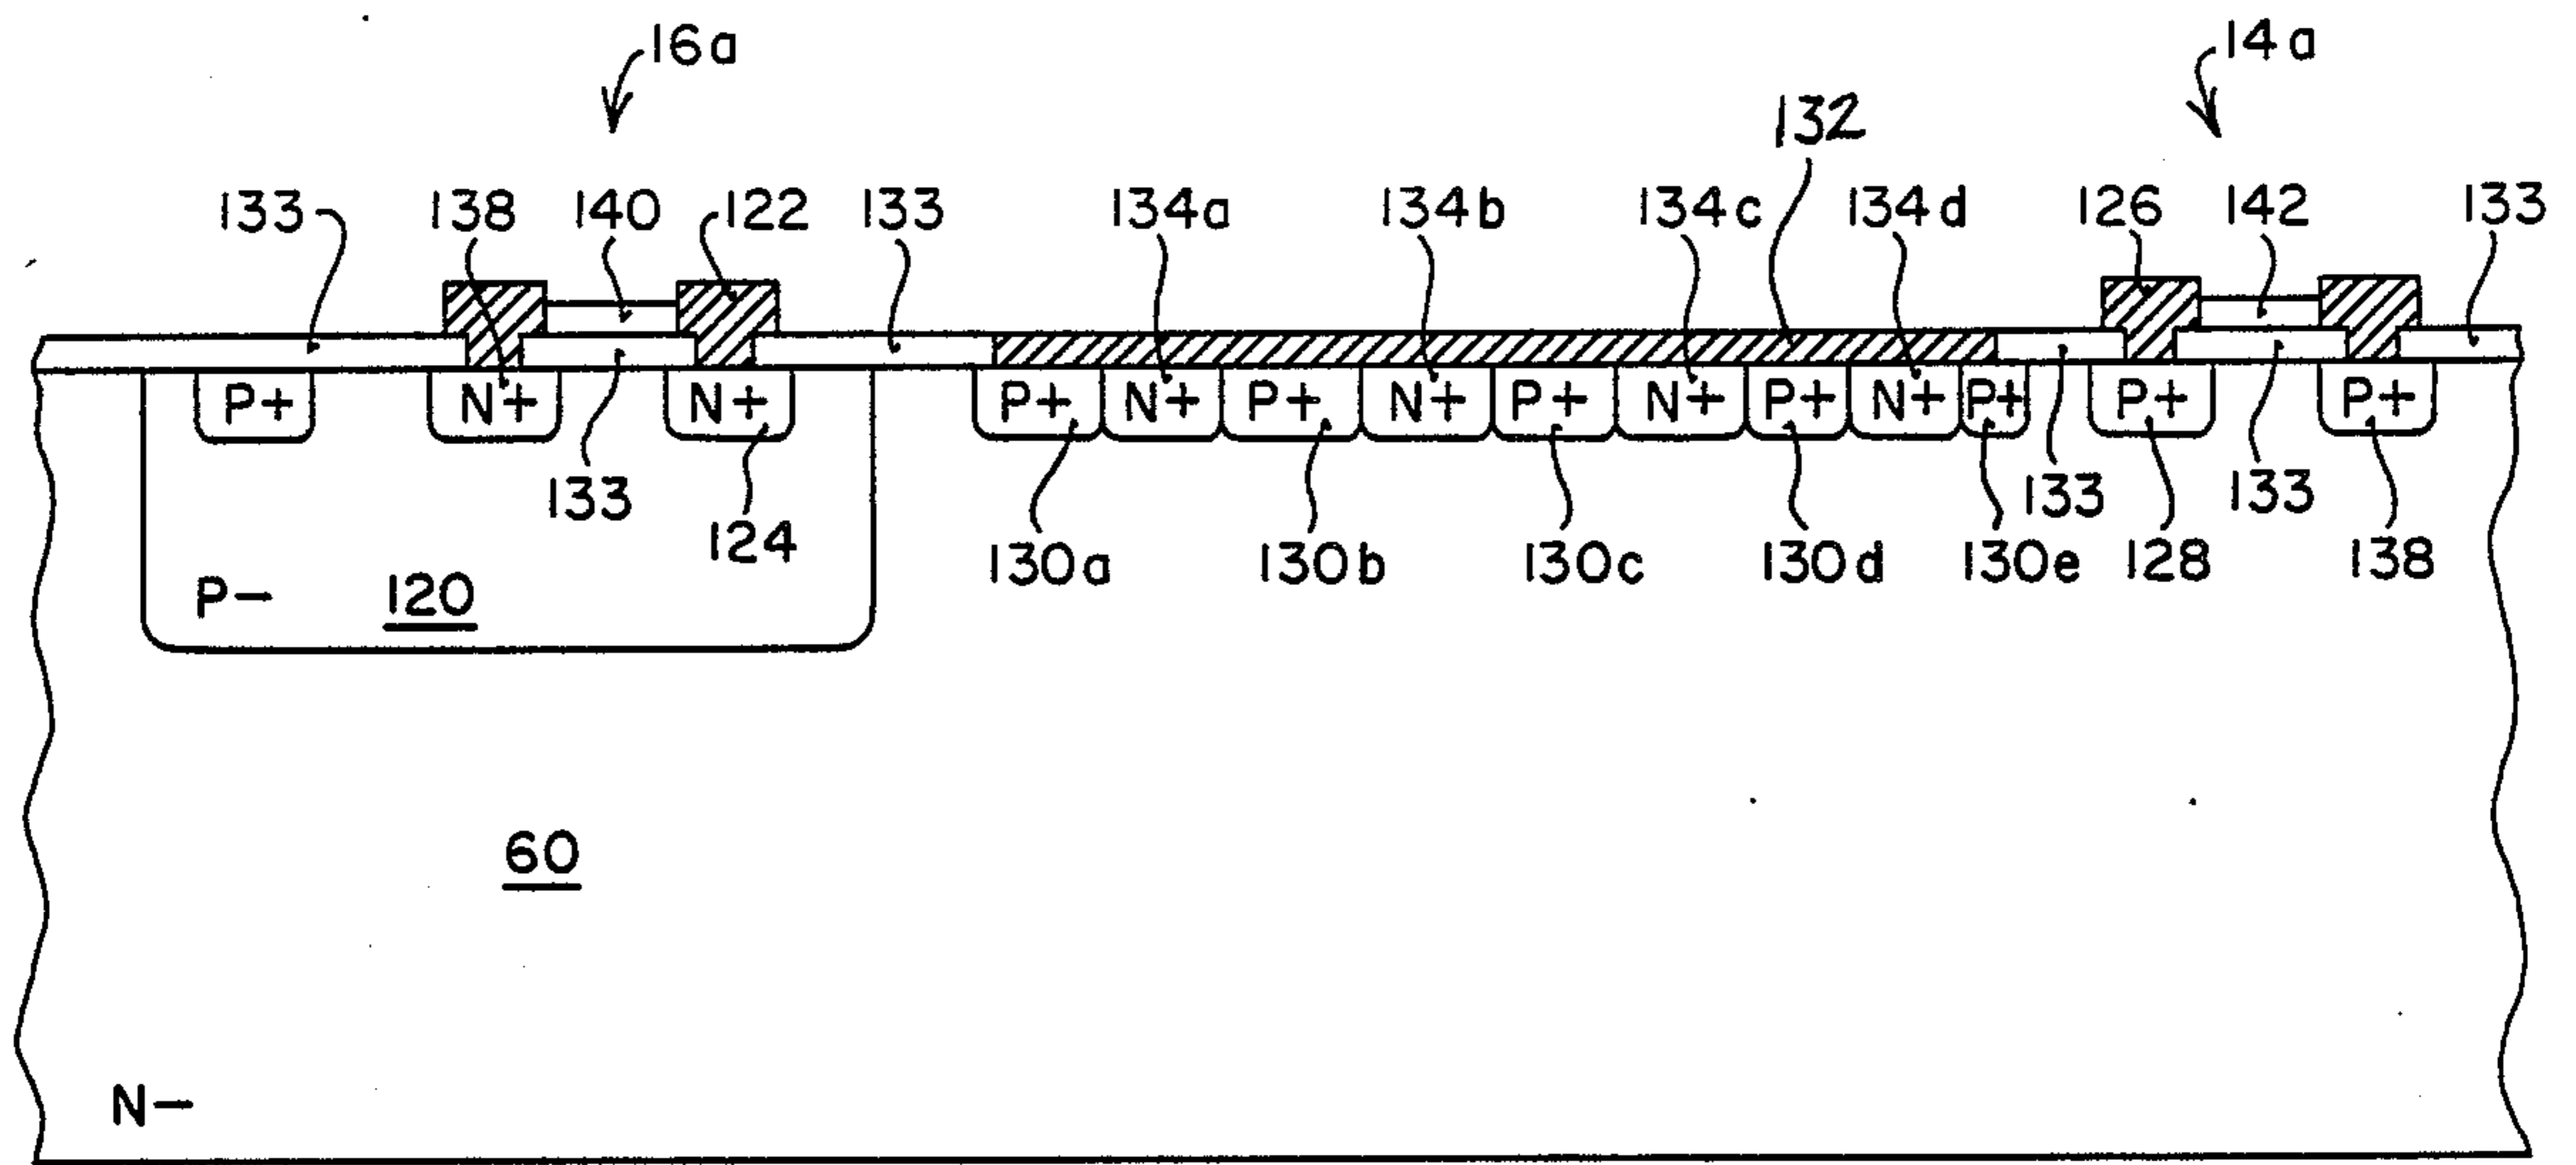 16a 14a
132
133 138 140 122 133 134a 134b 134c 134d 126 142 133
P+ N+ N+ P+ N+ P+ N+ P+ N+ P+ N+ P+ P+ P+
133 133 133
124 130a 130b 130c 130d 130e 128 138
P- 120
60
N-